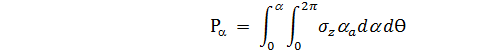 P_α = ∫_0^α ∫_0^{2π} σ_z α_a dα dΘ